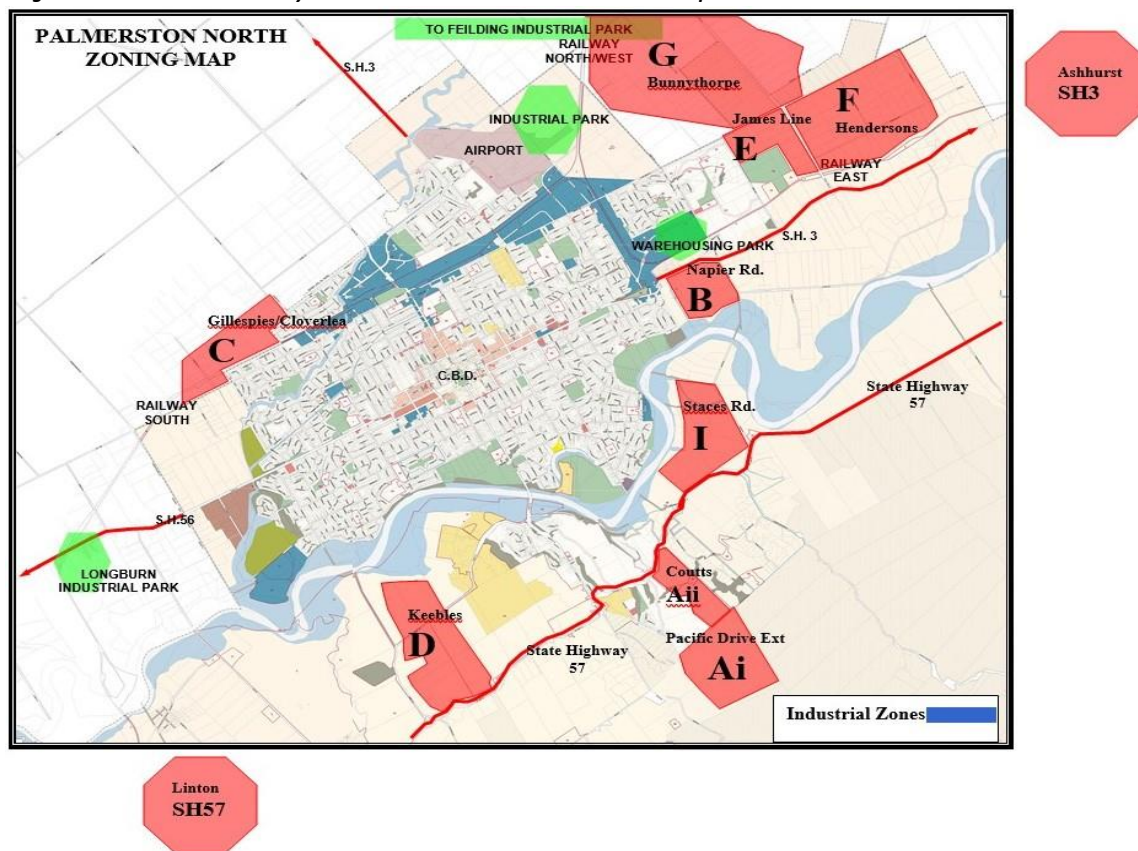 PALMERSTON NORTH
ZONING MAP
S.H.3
TO FEILDING INDUSTRIAL PARK
RAILWAY
NORTH/WEST
G
Bunnythorpe
Ashhurst
SH3
INDUSTRIAL PARK
AIRPORT
James Line
E
F
Hendersons
RAILWAY
EAST
S.H. 3
WAREHOUSING PARK
Napier Rd.
B
Gillespies/Cloverlea
C
RAILWAY
SOUTH
C.B.D.
State Highway
57
Staces Rd.
I
S.H.56
LONGBURN
INDUSTRIAL PARK
Coutts
Aii
Keebles
D
Pacific Drive Ext
Ai
State Highway
57
Industrial Zones
Linton
SH57